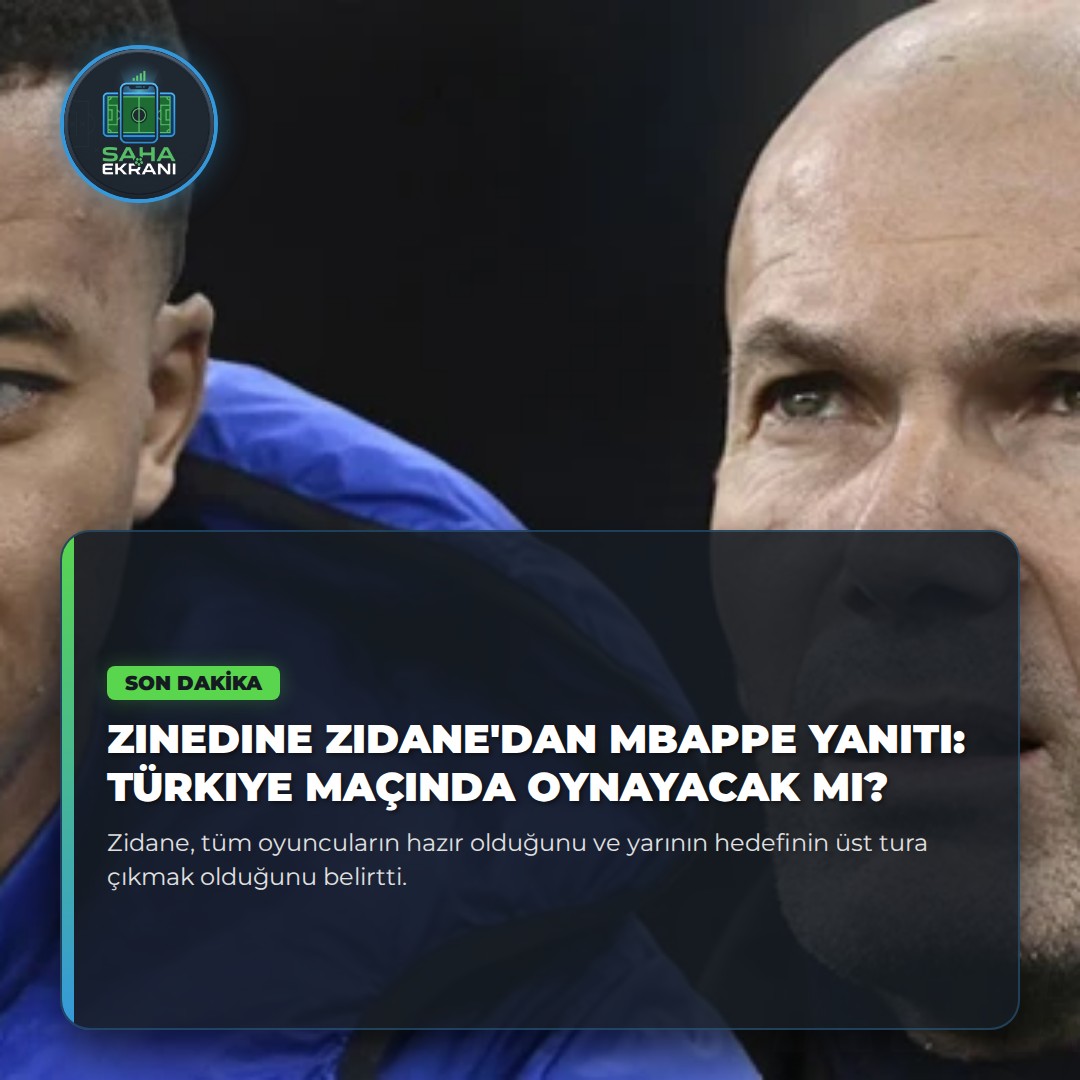 SAHA
EKRANI
SON DAKİKA
ZINEDINE ZIDANE'DAN MBAPPE YANITI:
TÜRKIYE MAÇINDA OYNAYACAK MI?
Zidane, tüm oyuncuların hazır olduğunu ve yarının hedefinin üst tura
çıkmak olduğunu belirtti.